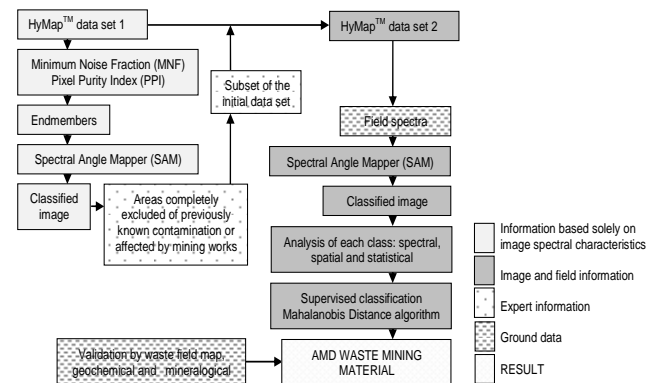 HyMap™ data set 1
HyMap™ data set 2
Minimum Noise Fraction (MNF)
Pixel Purity Index (PPI)
Subset of the
initial data set
Endmembers
Field spectra
Spectral Angle Mapper (SAM)
Spectral Angle Mapper (SAM)
Classified
image
Areas completely
excluded of previously
known contamination or
affected by mining works
Classified image
Analysis of each class: spectral,
spatial and statistical
Supervised classification
Mahalanobis Distance algorithm
Validation by waste field map,
geochemical and mineralogical
AMD WASTE MINING
MATERIAL
Information based solely on
image spectral characteristics
Image and field information
Expert information
Ground data
RESULT